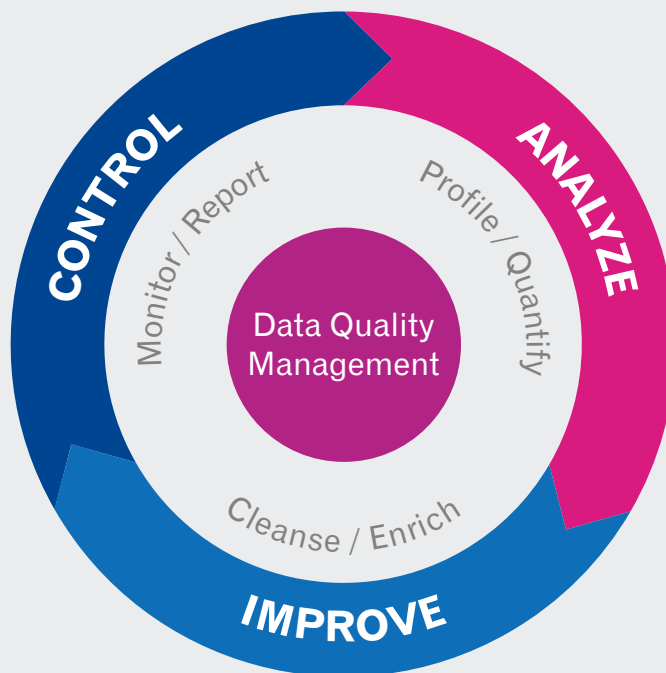 CONTROL
ANALYZE
Monitor / Report
Profile / Quantify
Data Quality
Management
Cleanse / Enrich
IMPROVE